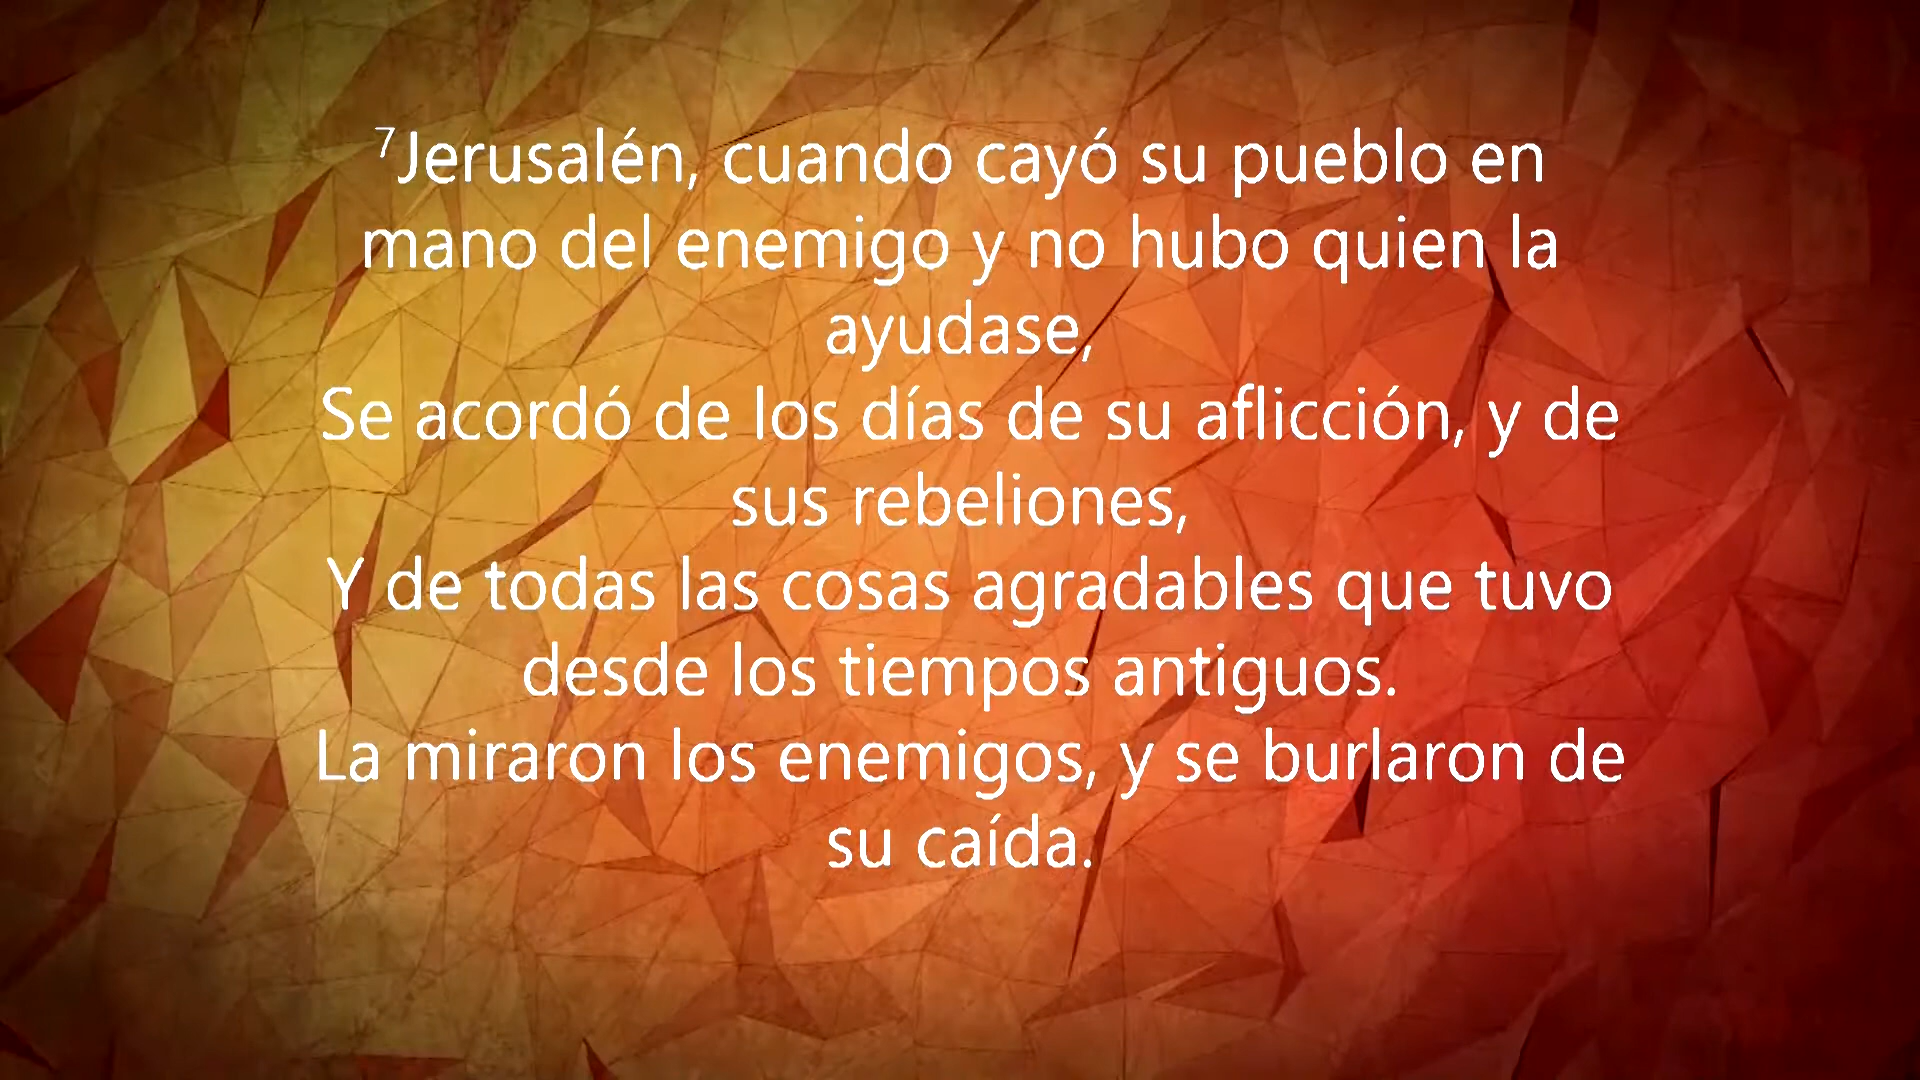 7Jerusalén, cuando cayó su pueblo en
mano del enemigo y no hubo quien la
ayudase,
Se acordó de los días de su aflicción, y de
sus rebeliones,
Y de todas las cosas agradables que tuvo
desde los tiempos antiguos.
La miraron los enemigos, y se burlaron de
su caída.